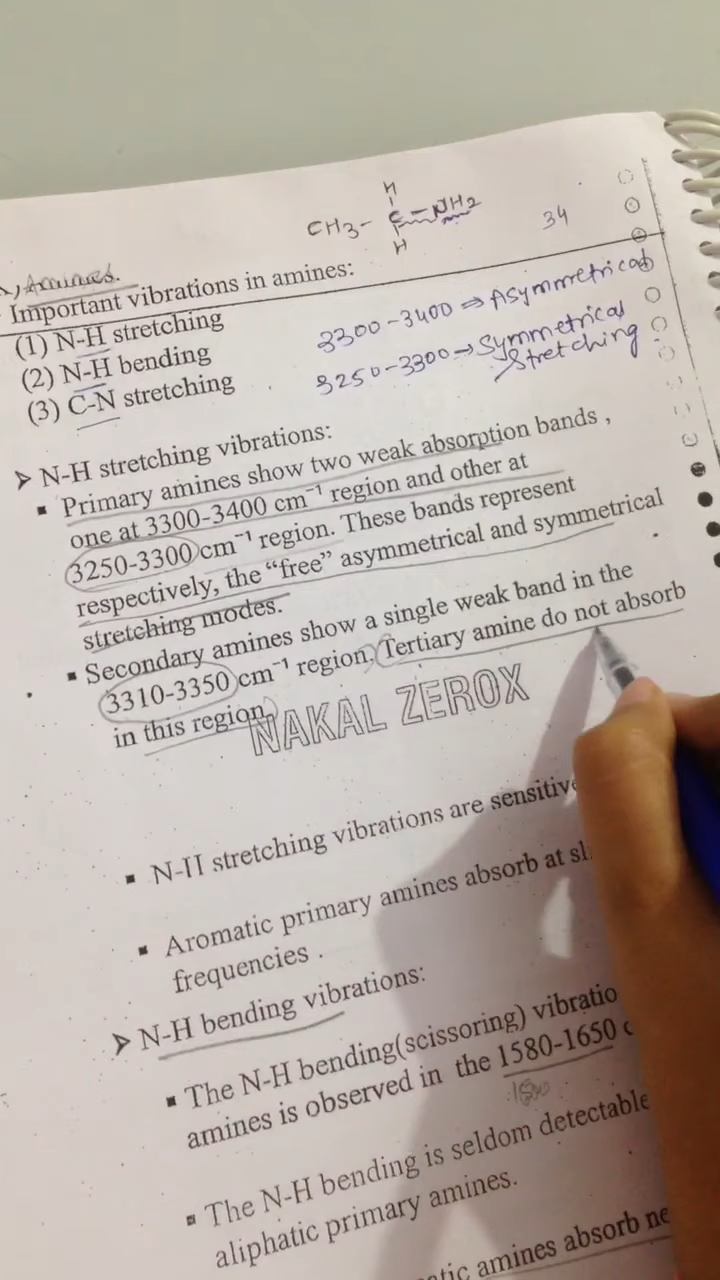 H
CH3- C - NH2
H
34
Amines.
Important vibrations in amines:
(1) N-H stretching
(2) N-H bending
(3) C-N stretching
3300-3400 ⇒ Asymmetrical
3250-3300 → Symmetrical
Stretching
➤ N-H stretching vibrations:
▪ Primary amines show two weak absorption bands ,
one at 3300-3400 cm⁻¹ region and other at
3250-3300 cm⁻¹ region. These bands represent
respectively, the “free” asymmetrical and symmetrical
stretching modes.
▪ Secondary amines show a single weak band in the
3310-3350 cm⁻¹ region. Tertiary amine do not absorb
in this region.
NAKAL ZEROX
▪ N-H stretching vibrations are sensitiv
▪ Aromatic primary amines absorb at sl
frequencies .
➤ N-H bending vibrations:
▪ The N-H bending(scissoring) vibratio
amines is observed in the 1580-1650 c
▪ The N-H bending is seldom detectable
aliphatic primary amines.
tic amines absorb ne